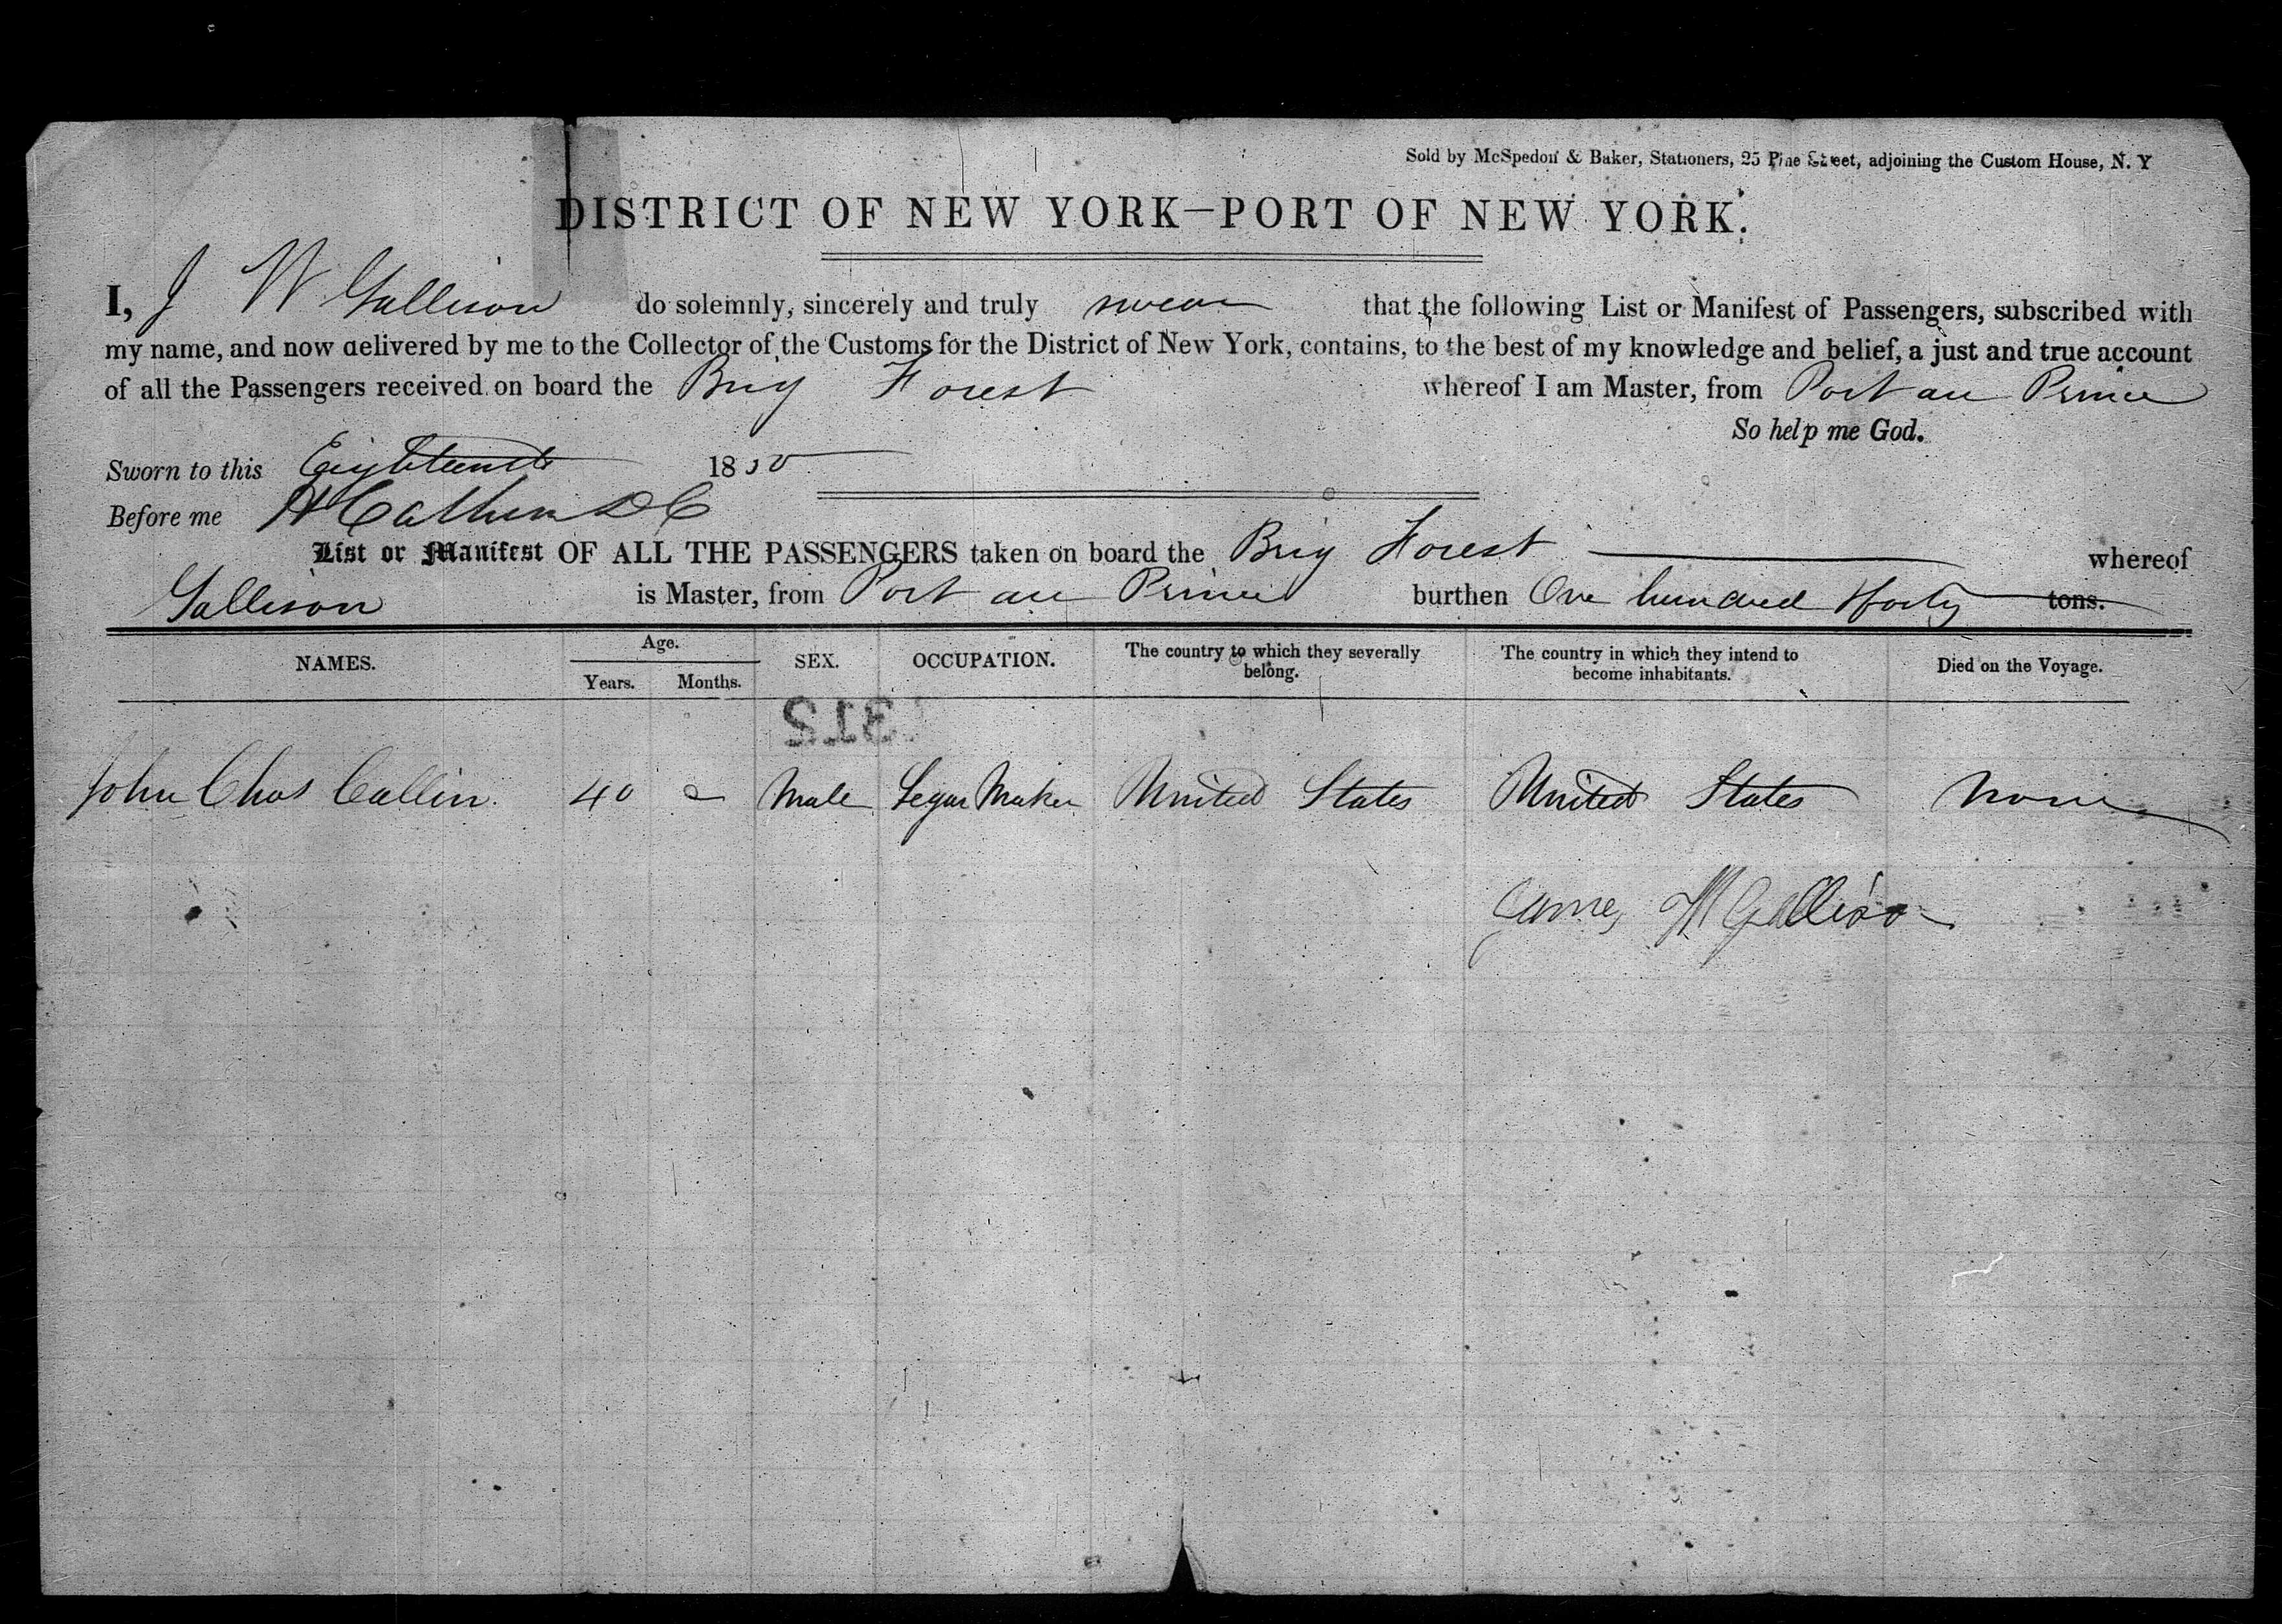 Sold by McSpedon & Baker, Stationers, 25 Pine Street, adjoining the Custom House, N. Y
DISTRICT OF NEW YORK—PORT OF NEW YORK.
I, J W Gallison do solemnly, sincerely and truly swear that the following List or Manifest of Passengers, subscribed with
my name, and now delivered by me to the Collector of the Customs for the District of New York, contains, to the best of my knowledge and belief, a just and true account
of all the Passengers received on board the Brig Forest whereof I am Master, from Port au Prince
So help me God.
Sworn to this Eighteenth 1850
Before me
List or Manifest OF ALL THE PASSENGERS taken on board the Brig Forest whereof
Gallison is Master, from Port au Prince burthen One hundred & forty tons.
NAMES. Age. SEX. OCCUPATION. The country to which they severally belong. The country in which they intend to become inhabitants. Died on the Voyage.
Years. Months.
312
John Chas Callin. 40 Male Segar Maker United States United States None
James W Gallison